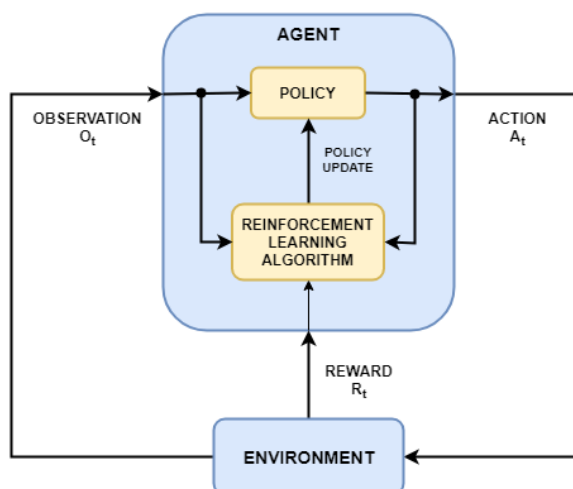 AGENT
POLICY
OBSERVATION
Oₜ
ACTION
Aₜ
POLICY
UPDATE
REINFORCEMENT
LEARNING
ALGORITHM
REWARD
Rₜ
ENVIRONMENT